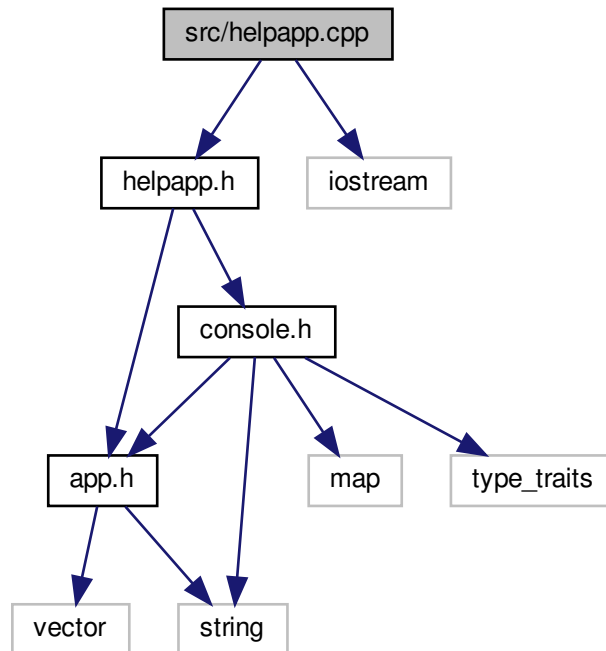 src/helpapp.cpp
helpapp.h
iostream
console.h
app.h
map
type_traits
vector
string